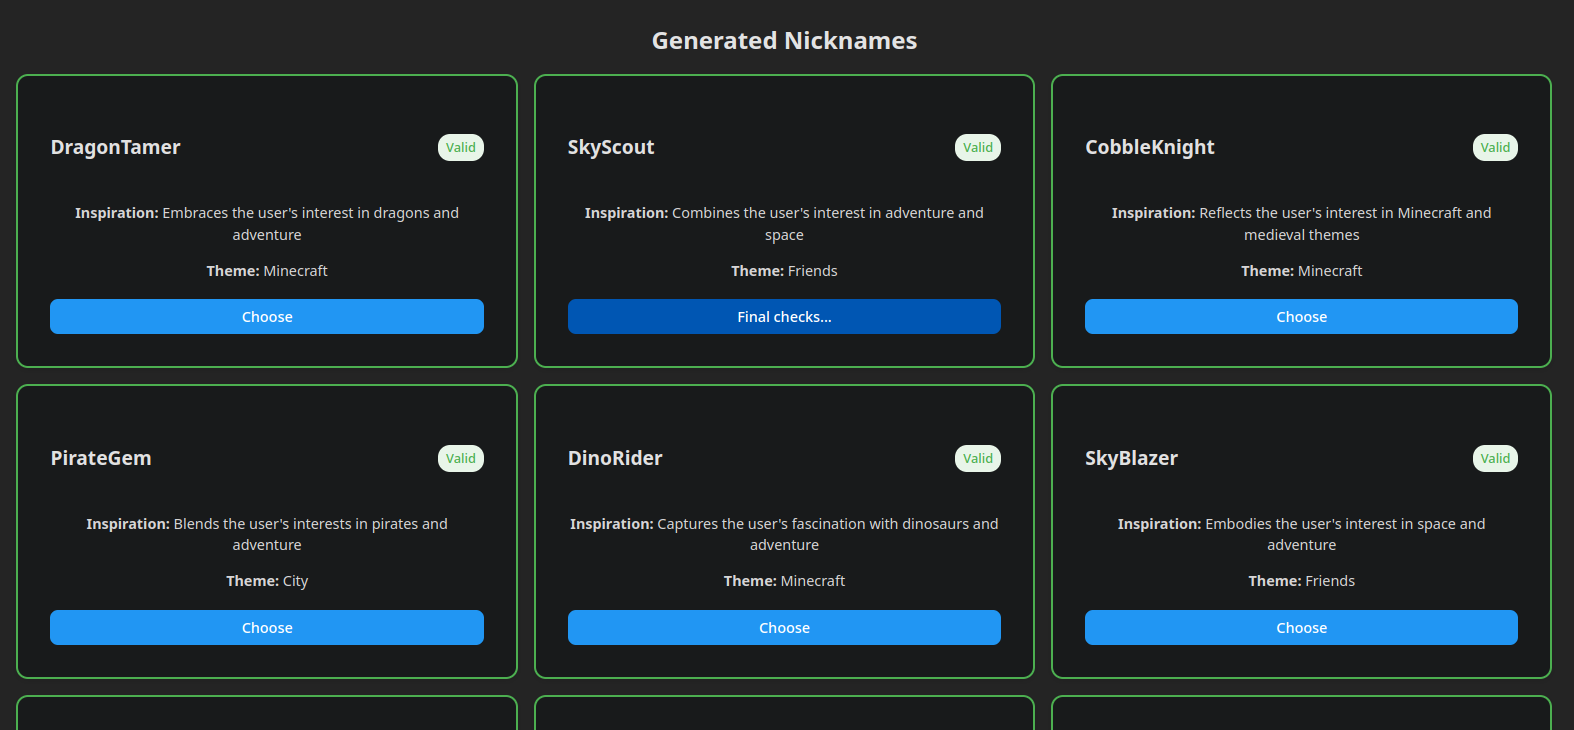 Generated Nicknames
DragonTamer
Valid
Inspiration: Embraces the user's interest in dragons and
adventure
Theme: Minecraft
Choose
SkyScout
Valid
Inspiration: Combines the user's interest in adventure and
space
Theme: Friends
Final checks...
CobbleKnight
Valid
Inspiration: Reflects the user's interest in Minecraft and
medieval themes
Theme: Minecraft
Choose
PirateGem
Valid
Inspiration: Blends the user's interests in pirates and
adventure
Theme: City
Choose
DinoRider
Valid
Inspiration: Captures the user's fascination with dinosaurs and
adventure
Theme: Minecraft
Choose
SkyBlazer
Valid
Inspiration: Embodies the user's interest in space and
adventure
Theme: Friends
Choose